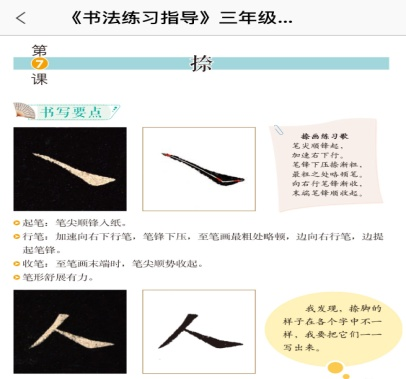 《书法练习指导》三年级...
第
7
课
捺
书写要点
捺画练习歌
笔尖顺锋起,
加速右下行。
笔锋下压捺渐粗,
最粗之处略顿笔。
向右行笔锋渐收,
末端笔锋顺收起。
起笔:笔尖顺锋入纸。
行笔:加速向右下行笔,笔锋下压,至笔画最粗处略顿,边向右行笔,边提
起笔锋。
收笔:至笔画末端时,笔尖顺势收起。
笔形舒展有力。
人
人
我发现,捺脚的
样子在各个字中不一
样,我要把它们一一
写出来。